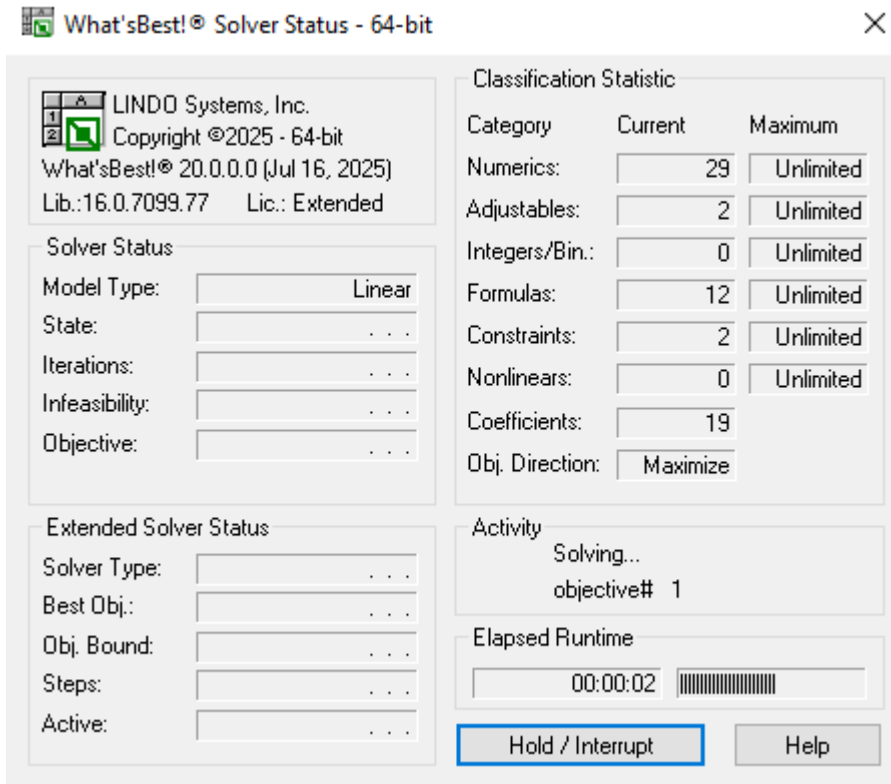 What'sBest!® Solver Status - 64-bit
LINDO Systems, Inc.
Copyright ©2025 - 64-bit
What'sBest!® 20.0.0.0 (Jul 16, 2025)
Lib.:16.0.7099.77 Lic.: Extended
Solver Status
Model Type: Linear
State: . . .
Iterations: . . .
Infeasibility: . . .
Objective: . . .
Extended Solver Status
Solver Type: . . .
Best Obj.: . . .
Obj. Bound: . . .
Steps: . . .
Active: . . .
Classification Statistic
Category Current Maximum
Numerics: 29 Unlimited
Adjustables: 2 Unlimited
Integers/Bin.: 0 Unlimited
Formulas: 12 Unlimited
Constraints: 2 Unlimited
Nonlinears: 0 Unlimited
Coefficients: 19
Obj. Direction: Maximize
Activity
Solving...
objective# 1
Elapsed Runtime
00:00:02
Hold / Interrupt Help